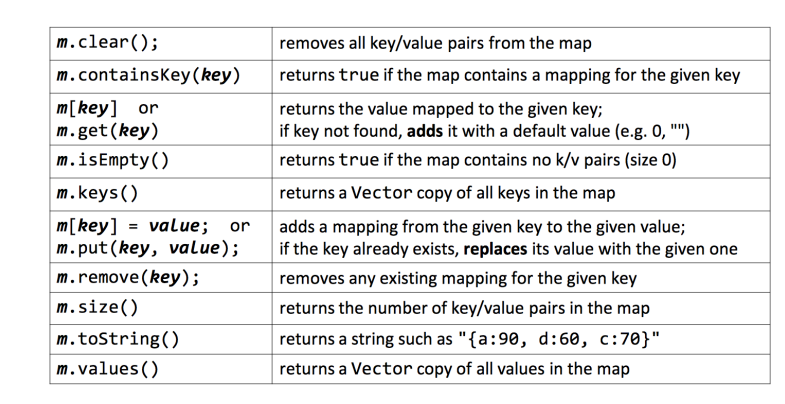 m.clear(); removes all key/value pairs from the map
m.containsKey(key) returns true if the map contains a mapping for the given key
m[key] or returns the value mapped to the given key;
m.get(key) if key not found, adds it with a default value (e.g. 0, "")
m.isEmpty() returns true if the map contains no k/v pairs (size 0)
m.keys() returns a Vector copy of all keys in the map
m[key] = value; or adds a mapping from the given key to the given value;
m.put(key, value); if the key already exists, replaces its value with the given one
m.remove(key); removes any existing mapping for the given key
m.size() returns the number of key/value pairs in the map
m.toString() returns a string such as "{a:90, d:60, c:70}"
m.values() returns a Vector copy of all values in the map